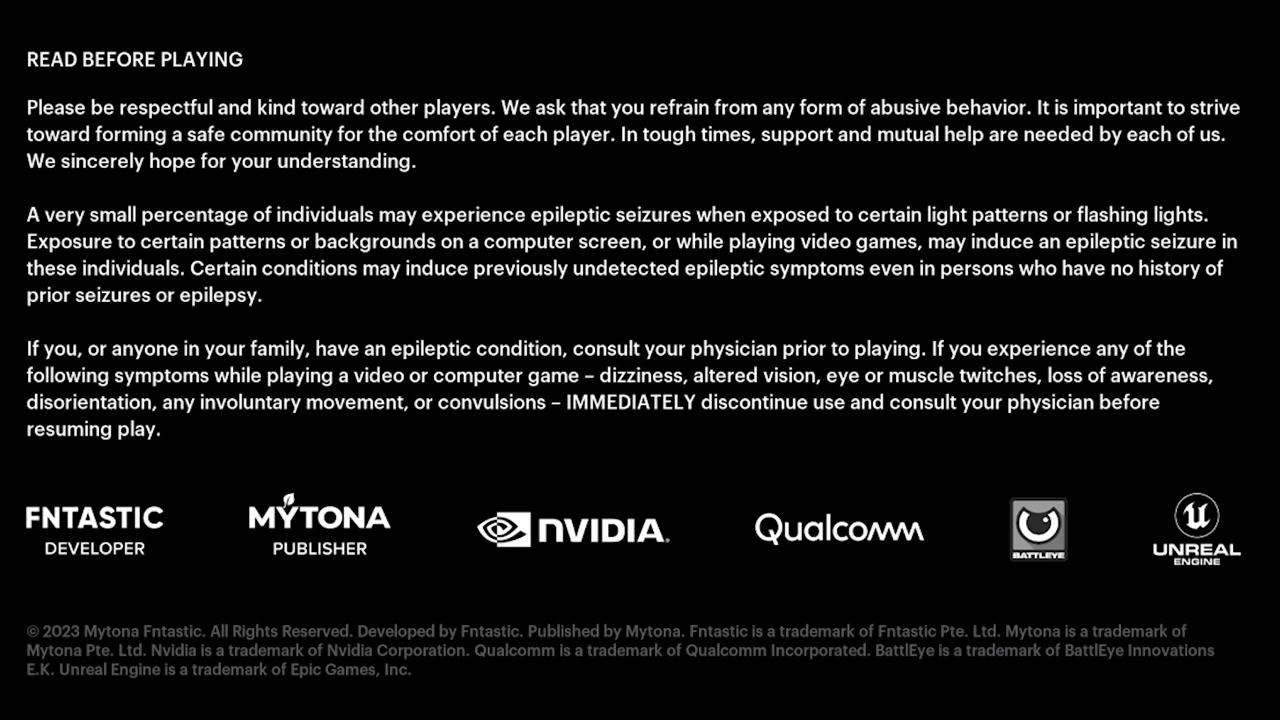 READ BEFORE PLAYING
Please be respectful and kind toward other players. We ask that you refrain from any form of abusive behavior. It is important to strive
toward forming a safe community for the comfort of each player. In tough times, support and mutual help are needed by each of us.
We sincerely hope for your understanding.
A very small percentage of individuals may experience epileptic seizures when exposed to certain light patterns or flashing lights.
Exposure to certain patterns or backgrounds on a computer screen, or while playing video games, may induce an epileptic seizure in
these individuals. Certain conditions may induce previously undetected epileptic symptoms even in persons who have no history of
prior seizures or epilepsy.
If you, or anyone in your family, have an epileptic condition, consult your physician prior to playing. If you experience any of the
following symptoms while playing a video or computer game – dizziness, altered vision, eye or muscle twitches, loss of awareness,
disorientation, any involuntary movement, or convulsions – IMMEDIATELY discontinue use and consult your physician before
resuming play.
FNTASTIC
DEVELOPER
MYTONA
PUBLISHER
NVIDIA.
Qualcomm
BATTLEYE
UNREAL
ENGINE
© 2023 Mytona Fntastic. All Rights Reserved. Developed by Fntastic. Published by Mytona. Fntastic is a trademark of Fntastic Pte. Ltd. Mytona is a trademark of
Mytona Pte. Ltd. Nvidia is a trademark of Nvidia Corporation. Qualcomm is a trademark of Qualcomm Incorporated. BattlEye is a trademark of BattlEye Innovations
E.K. Unreal Engine is a trademark of Epic Games, Inc.